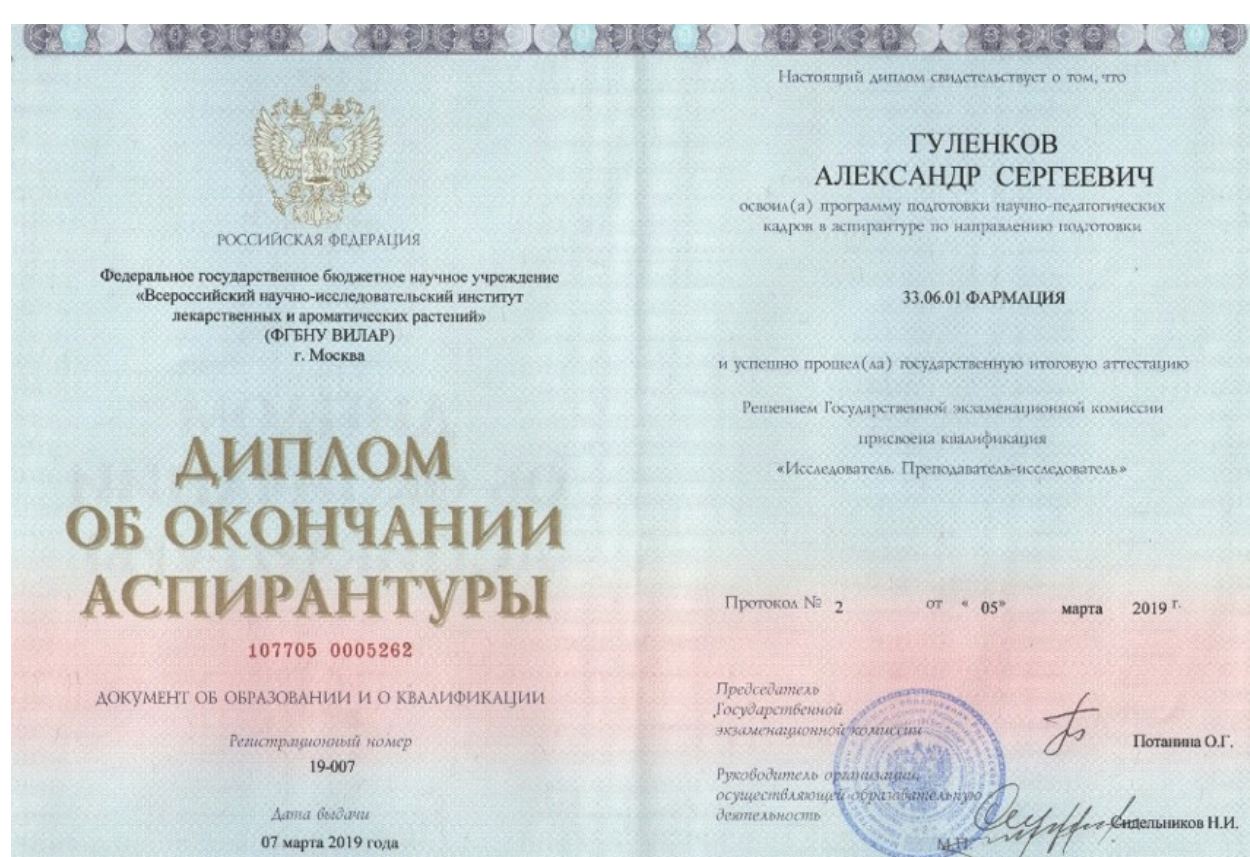 РОССИЙСКАЯ ФЕДЕРАЦИЯ
Федеральное государственное бюджетное научное учреждение
«Всероссийский научно-исследовательский институт
лекарственных и ароматических растений»
(ФГБНУ ВИЛАР)
г. Москва
ДИПЛОМ
ОБ ОКОНЧАНИИ
АСПИРАНТУРЫ
107705 0005262
ДОКУМЕНТ ОБ ОБРАЗОВАНИИ И О КВАЛИФИКАЦИИ
Регистрационный номер
19-007
Дата выдачи
07 марта 2019 года
Настоящий диплом свидетельствует о том, что
ГУЛЕНКОВ
АЛЕКСАНДР СЕРГЕЕВИЧ
освоил(а) программу подготовки научно-педагогических
кадров в аспирантуре по направлению подготовки
33.06.01 ФАРМАЦИЯ
и успешно прошел(ла) государственную итоговую аттестацию
Решением Государственной экзаменационной комиссии
присвоена квалификация
«Исследователь. Преподаватель-исследователь»
Протокол № 2 от « 05» марта 2019 г.
Председатель
Государственной
экзаменационной комиссии
Потанина О.Г.
Руководитель организации,
осуществляющей образовательную
деятельность
Сидельников Н.И.
М.П.